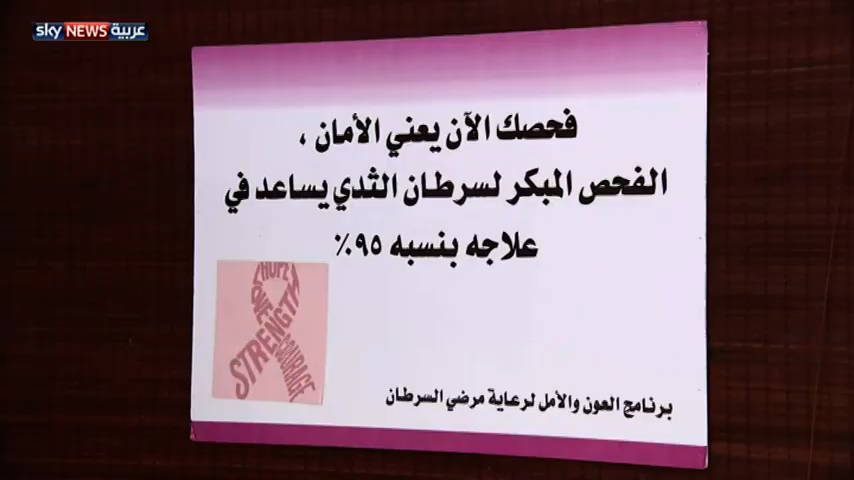 sky NEWS عربية
فحصك الآن يعني الأمان ،
الفحص المبكر لسرطان الثدي يساعد في
علاجه بنسبه ٩٥٪
HOPE
LOVE
STRENGTH
COURAGE
برنامج العون والأمل لرعاية مرضي السرطان